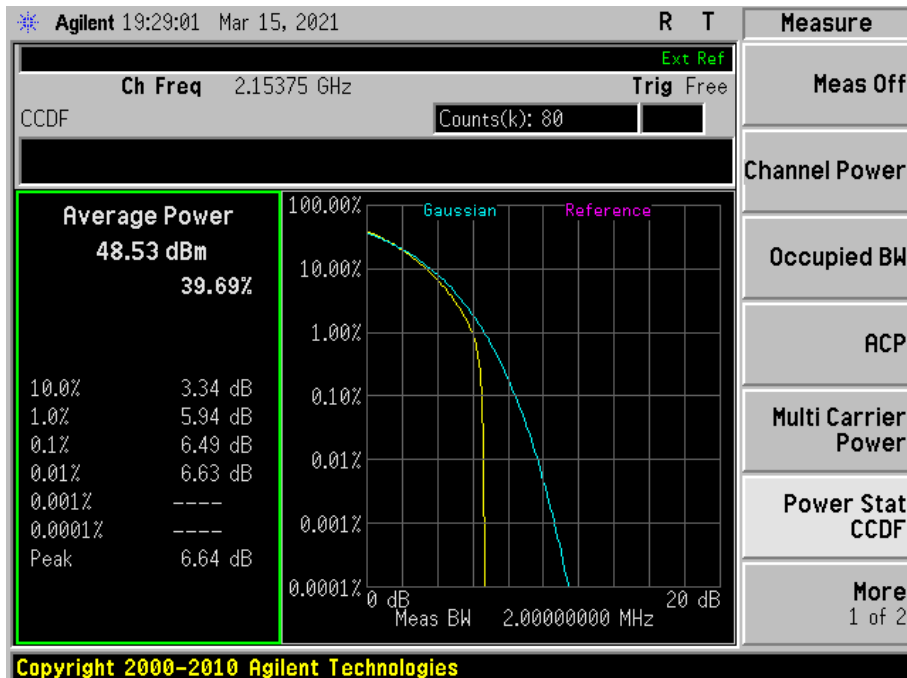 Agilent 19:29:01 Mar 15, 2021 R T
Ext Ref
Ch Freq 2.15375 GHz Trig Free
CCDF Counts(k): 80
Average Power
48.53 dBm
39.69%
10.0% 3.34 dB
1.0% 5.94 dB
0.1% 6.49 dB
0.01% 6.63 dB
0.001% ----
0.0001% ----
Peak 6.64 dB
Gaussian Reference
100.00%
10.00%
1.00%
0.10%
0.01%
0.001%
0.0001%
0 dB 20 dB
Meas BW 2.00000000 MHz
Measure
Meas Off
Channel Power
Occupied BW
ACP
Multi Carrier
Power
Power Stat
CCDF
More
1 of 2
Copyright 2000-2010 Agilent Technologies